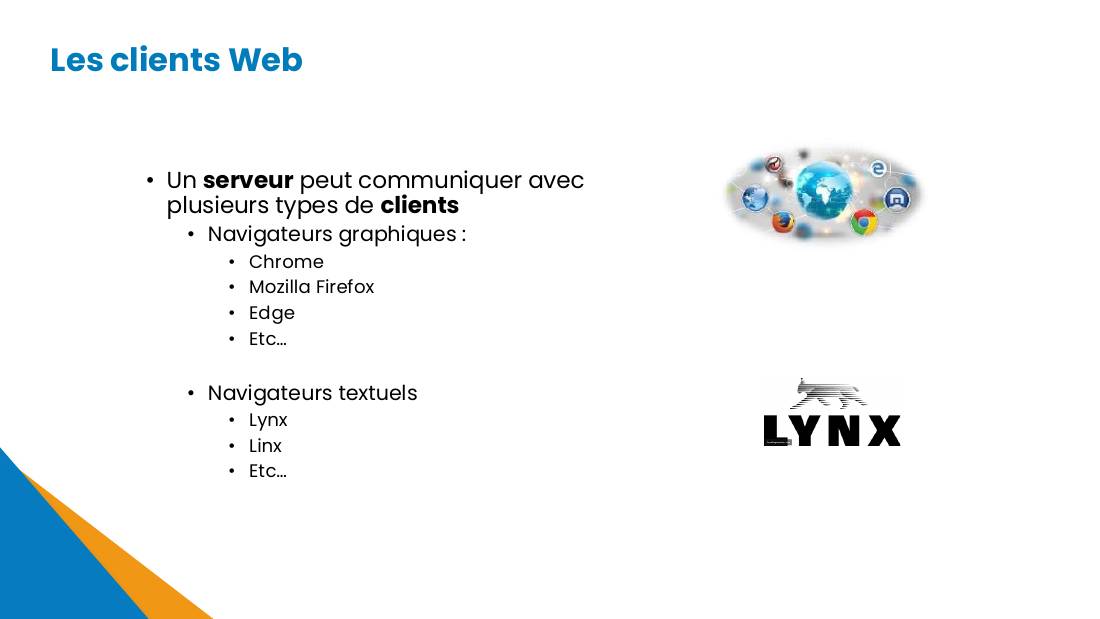 Les clients Web
• Un serveur peut communiquer avec
plusieurs types de clients
• Navigateurs graphiques :
• Chrome
• Mozilla Firefox
• Edge
• Etc…
• Navigateurs textuels
• Lynx
• Linx
• Etc…
LYNX